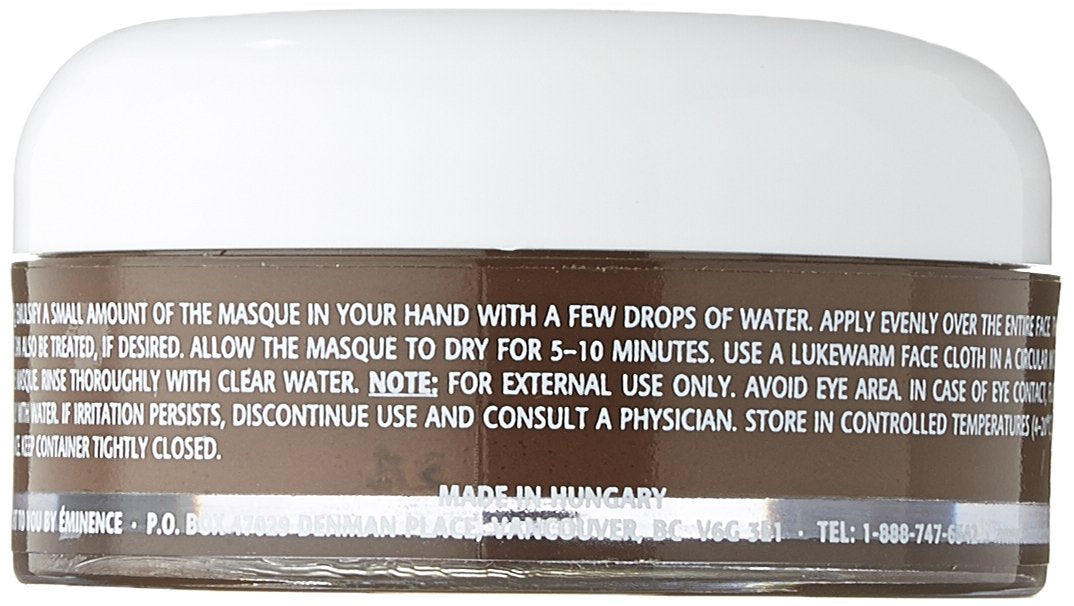 EMULSIFY A SMALL AMOUNT OF THE MASQUE IN YOUR HAND WITH A FEW DROPS OF WATER. APPLY EVENLY OVER THE ENTIRE FACE
ALSO BE TREATED, IF DESIRED. ALLOW THE MASQUE TO DRY FOR 5–10 MINUTES. USE A LUKEWARM FACE CLOTH IN A CIRCULAR
MASQUE. RINSE THOROUGHLY WITH CLEAR WATER. NOTE: FOR EXTERNAL USE ONLY. AVOID EYE AREA. IN CASE OF EYE CONTACT,
WITH WATER. IF IRRITATION PERSISTS, DISCONTINUE USE AND CONSULT A PHYSICIAN. STORE IN CONTROLLED TEMPERATURES
KEEP CONTAINER TIGHTLY CLOSED.
MADE IN HUNGARY
TO YOU BY ÉMINENCE · P.O. BOX 47029 DENMAN PLACE, VANCOUVER, BC V6G 3E1 · TEL: 1-888-747-6342